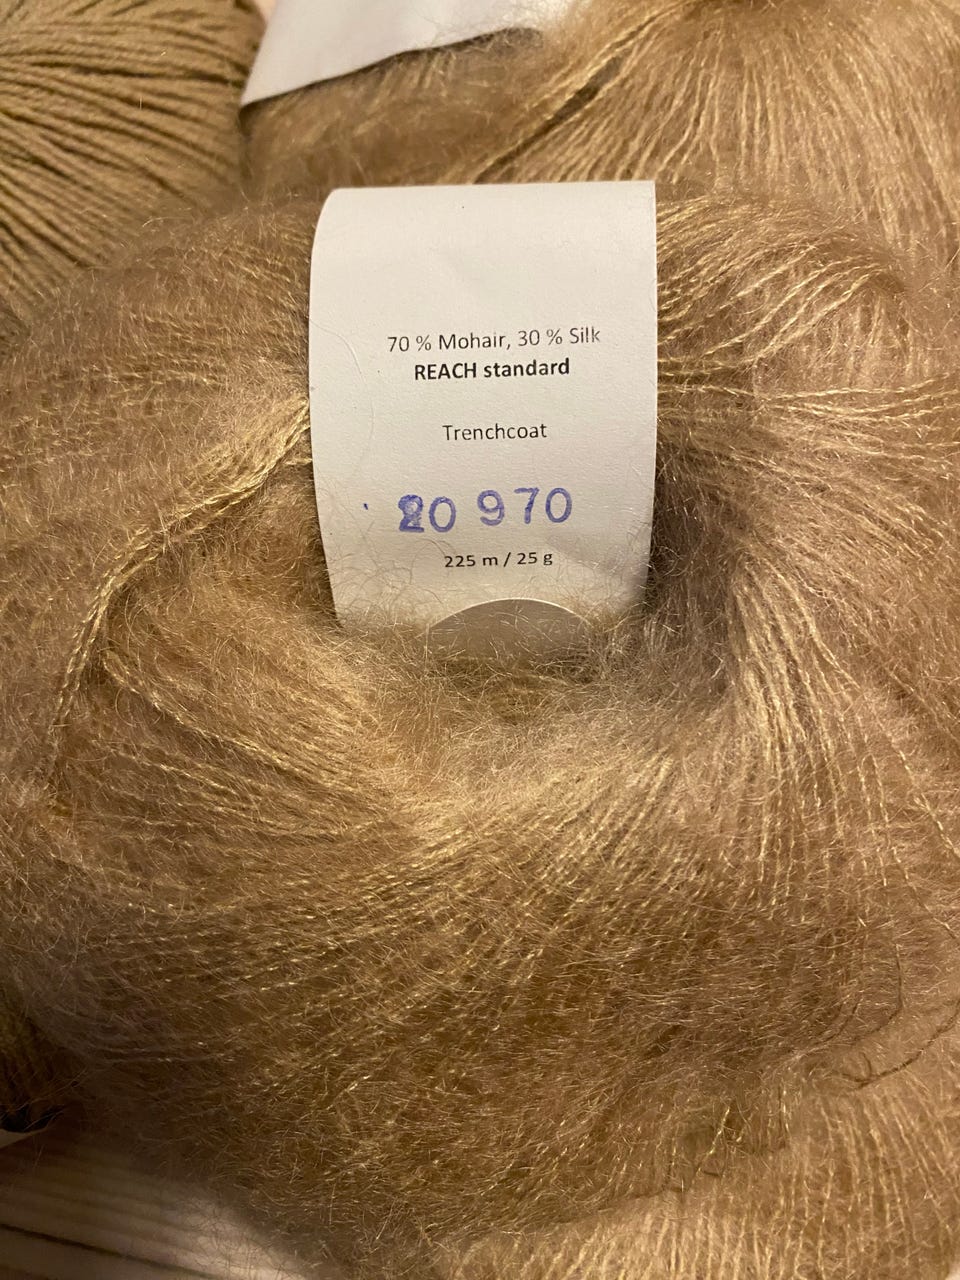 70 % Mohair, 30 % Silk
REACH standard
Trenchcoat
20 970
225 m / 25 g